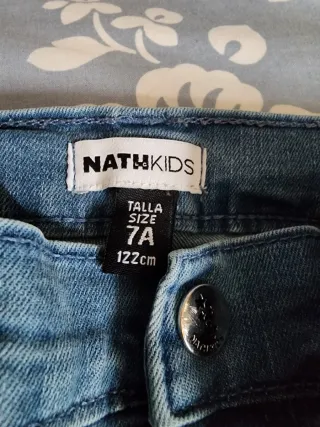 NATHKIDS
TALLA
SIZE
7A
122cm